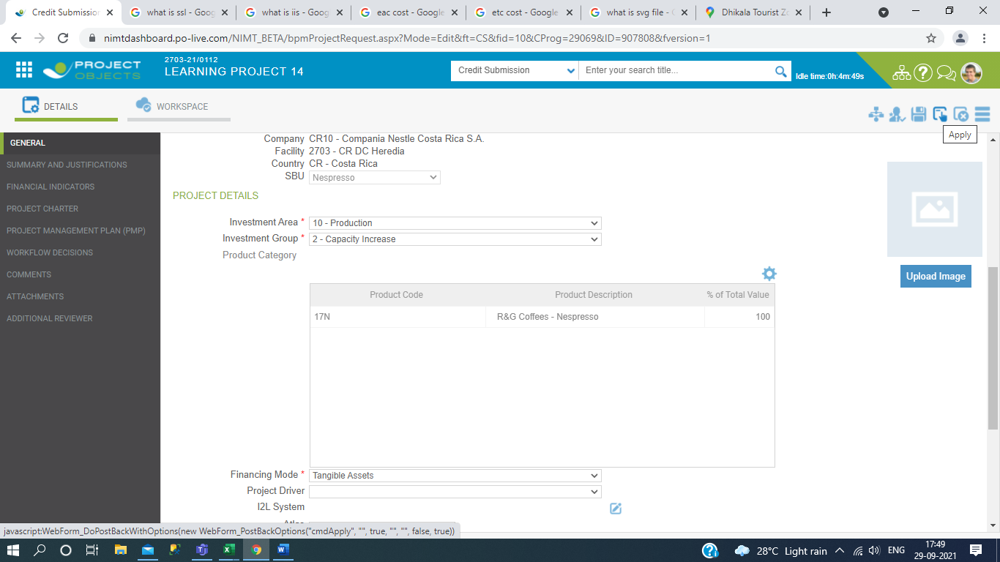 Credit Submission
what is ssl - Goog
what is iis - Goog
eac cost - Google
etc cost - Google
what is svg file - G
Dhikala Tourist Zo
nimtdashboard.po-live.com/NIMT_BETA/bpmProjectRequest.aspx?Mode=Edit&ft=CS&fid=10&CProg=29069&ID=907808&fversion=1
PROJECT
OBJECTS
2703-21/0112
LEARNING PROJECT 14
Credit Submission
Enter your search title...
Idle time:0h:4m:49s
DETAILS
WORKSPACE
Apply
GENERAL
SUMMARY AND JUSTIFICATIONS
FINANCIAL INDICATORS
PROJECT CHARTER
PROJECT MANAGEMENT PLAN (PMP)
WORKFLOW DECISIONS
COMMENTS
ATTACHMENTS
ADDITIONAL REVIEWER
Company CR10 - Compania Nestle Costa Rica S.A.
Facility 2703 - CR DC Heredia
Country CR - Costa Rica
SBU Nespresso
PROJECT DETAILS
Investment Area * 10 - Production
Investment Group * 2 - Capacity Increase
Product Category
Upload Image
Product Code Product Description % of Total Value
17N R&G Coffees - Nespresso 100
Financing Mode * Tangible Assets
Project Driver
I2L System
javascript:WebForm_DoPostBackWithOptions(new WebForm_PostBackOptions("cmdApply", "", true, "", "", false, true))
28°C Light rain
ENG
17:49
29-09-2021